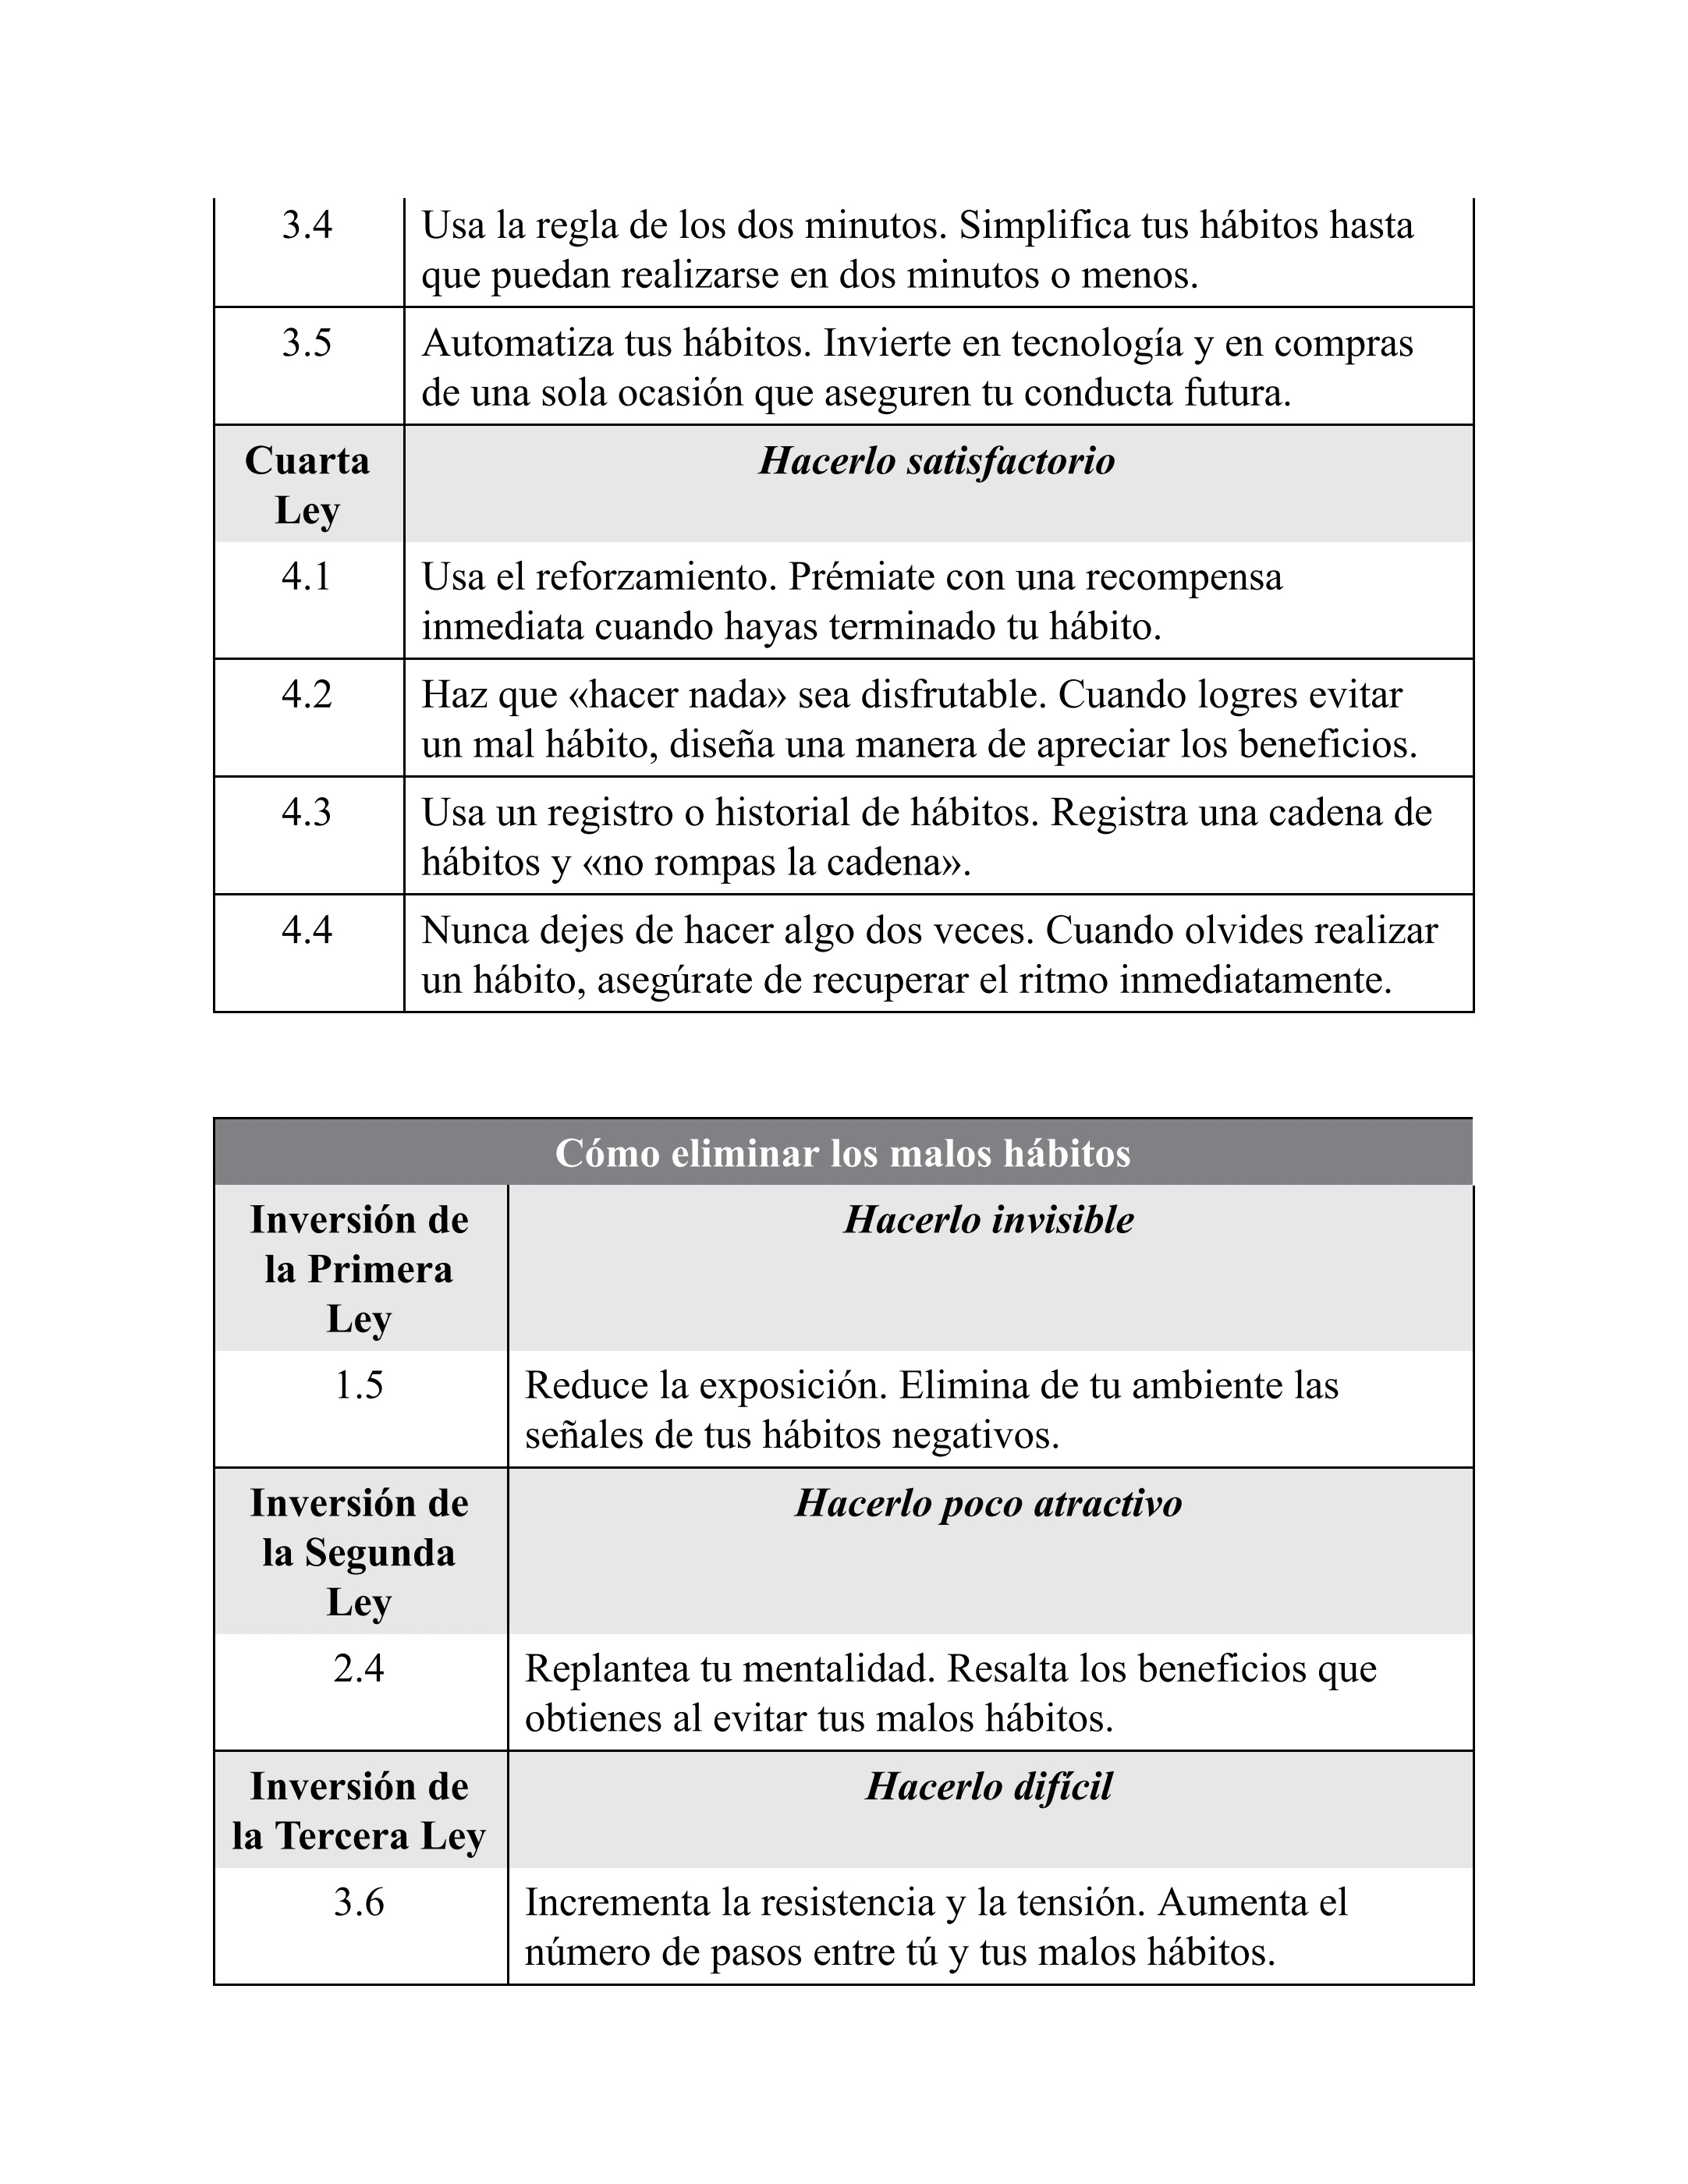 3.4
Usa la regla de los dos minutos. Simplifica tus hábitos hasta
que puedan realizarse en dos minutos o menos.
3.5
Automatiza tus hábitos. Invierte en tecnología y en compras
de una sola ocasión que aseguren tu conducta futura.
Cuarta
Ley
Hacerlo satisfactorio
4.1
Usa el reforzamiento. Prémiate con una recompensa
inmediata cuando hayas terminado tu hábito.
4.2
Haz que «hacer nada» sea disfrutable. Cuando logres evitar
un mal hábito, diseña una manera de apreciar los beneficios.
4.3
Usa un registro o historial de hábitos. Registra una cadena de
hábitos y «no rompas la cadena».
4.4
Nunca dejes de hacer algo dos veces. Cuando olvides realizar
un hábito, asegúrate de recuperar el ritmo inmediatamente.
Cómo eliminar los malos hábitos
Inversión de
la Primera
Ley
Hacerlo invisible
1.5
Reduce la exposición. Elimina de tu ambiente las
señales de tus hábitos negativos.
Inversión de
la Segunda
Ley
Hacerlo poco atractivo
2.4
Replantea tu mentalidad. Resalta los beneficios que
obtienes al evitar tus malos hábitos.
Inversión de
la Tercera Ley
Hacerlo difícil
3.6
Incrementa la resistencia y la tensión. Aumenta el
número de pasos entre tú y tus malos hábitos.